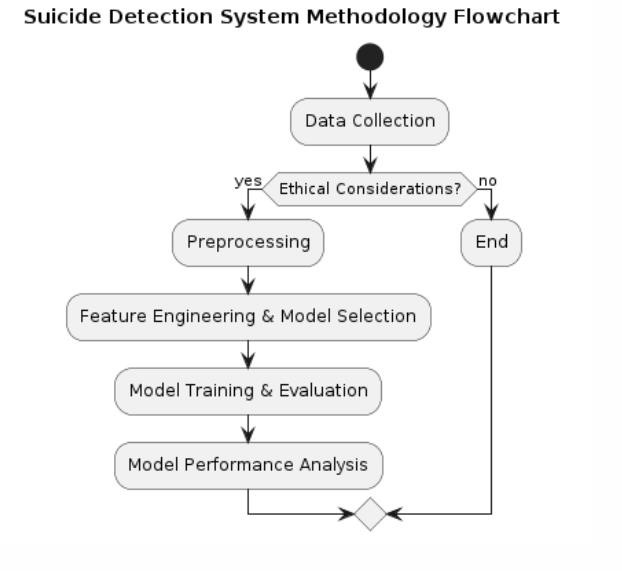 Suicide Detection System Methodology Flowchart
Data Collection
yes
Ethical Considerations?
no
Preprocessing
End
Feature Engineering & Model Selection
Model Training & Evaluation
Model Performance Analysis